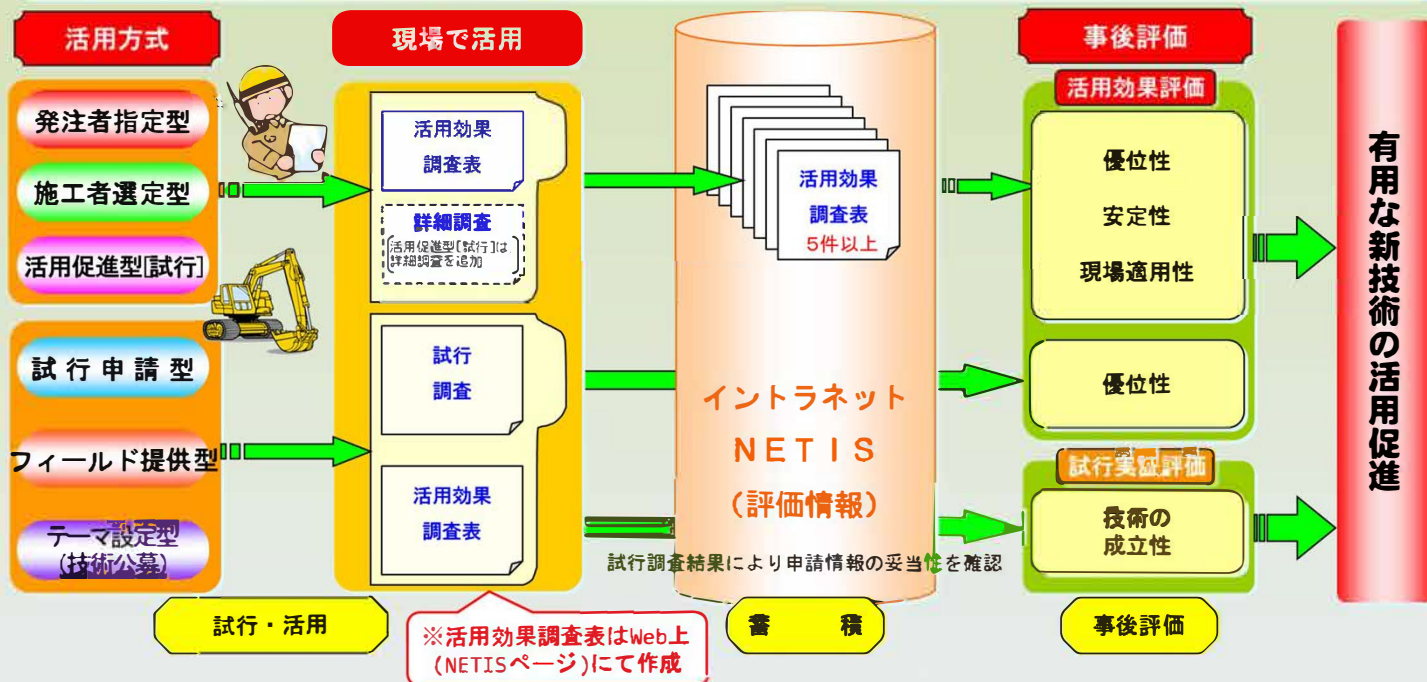 活用方式
現場で活用
事後評価
発注者指定型
施工者選定型
活用促進型[試行]
試行申請型
フィールド提供型
テーマ設定型
(技術公募)
活用効果
調査表
詳細調査
活用促進型[試行]は
詳細調査を追加
試行
調査
活用効果
調査表
活用効果
調査表
5件以上
イントラネット
NETIS
(評価情報)
試行調査結果により申請情報の妥当性を確認
活用効果評価
優位性
安定性
現場適用性
優位性
試行実証評価
技術の
成立性
有用な新技術の活用促進
試行・活用
※活用効果調査表はWeb上
(NETISページ)にて作成
蓄 積
事後評価